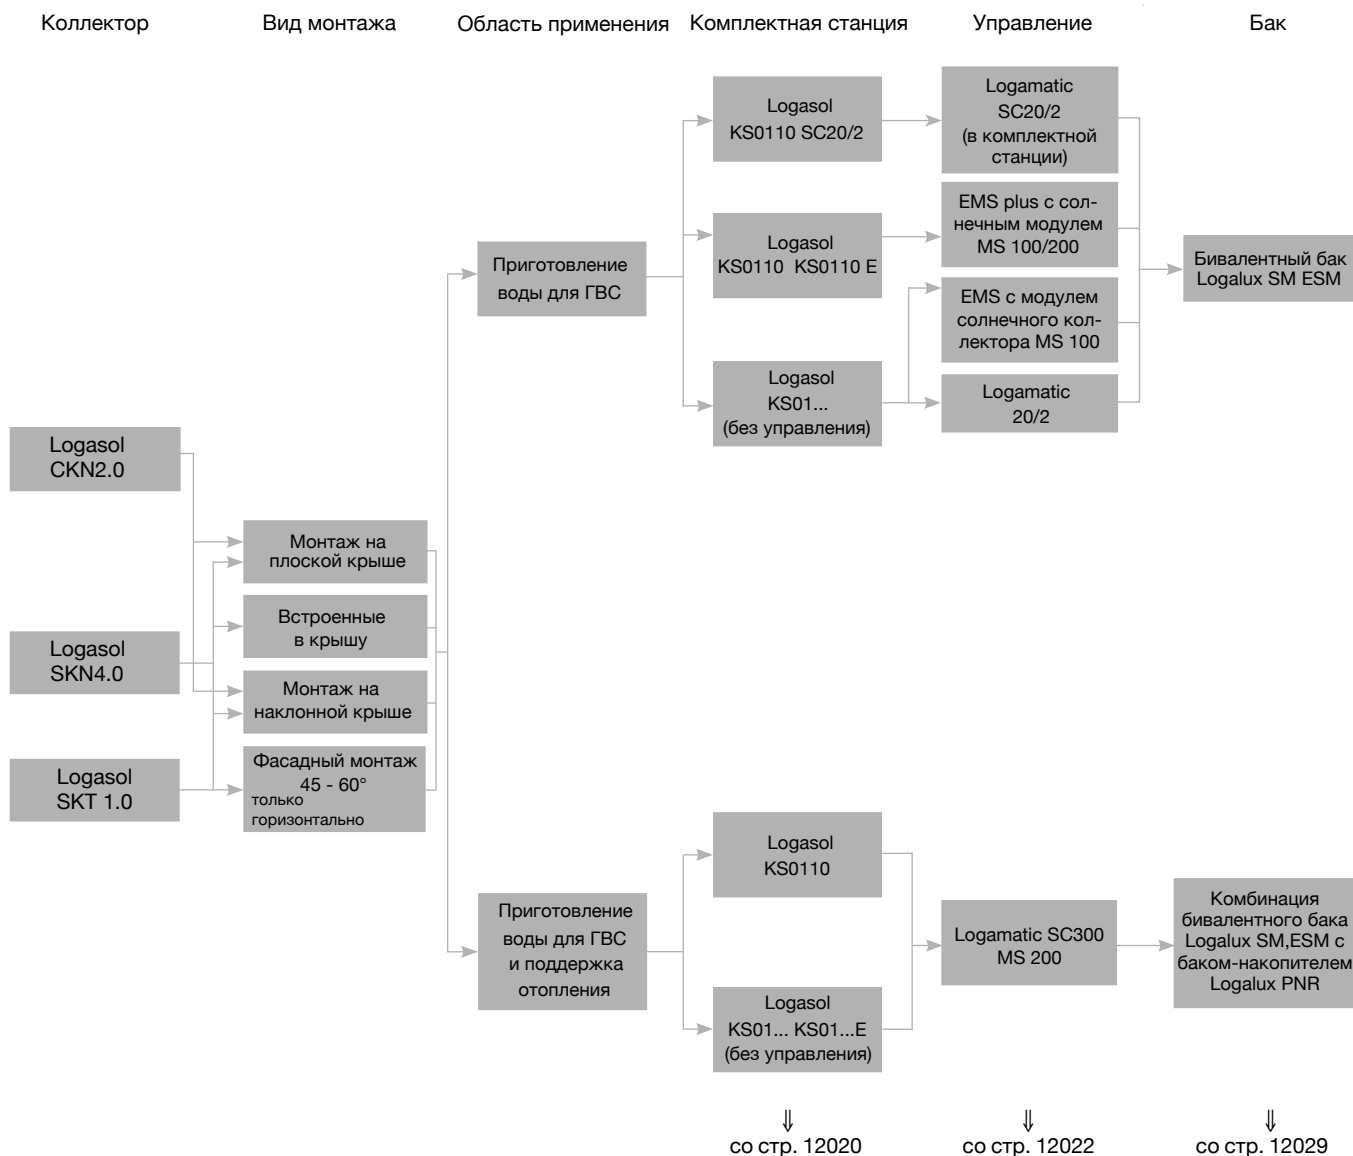 Коллектор
Вид монтажа
Область применения
Комплектная станция
Управление
Бак
Logasol
CKN2.0
Logasol
SKN4.0
Logasol
SKT 1.0
Монтаж на
плоской крыше
Встроенные
в крышу
Монтаж на
наклонной крыше
Фасадный монтаж
45 - 60°
только
горизонтально
Приготовление
воды для ГВС
Приготовление
воды для ГВС
и поддержка
отопления
Logasol
KS0110 SC20/2
Logasol
KS0110 KS0110 E
Logasol
KS01...
(без управления)
Logasol
KS0110
Logasol
KS01... KS01...E
(без управления)
Logamatic
SC20/2
(в комплектной
станции)
EMS plus с сол-
нечным модулем
MS 100/200
EMS с модулем
солнечного кол-
лектора MS 100
Logamatic
20/2
Logamatic SC300
MS 200
Бивалентный бак
Logalux SM ESM
Комбинация
бивалентного бака
Logalux SM,ESM с
баком-накопителем
Logalux PNR
⇓
со стр. 12020
⇓
со стр. 12022
⇓
со стр. 12029